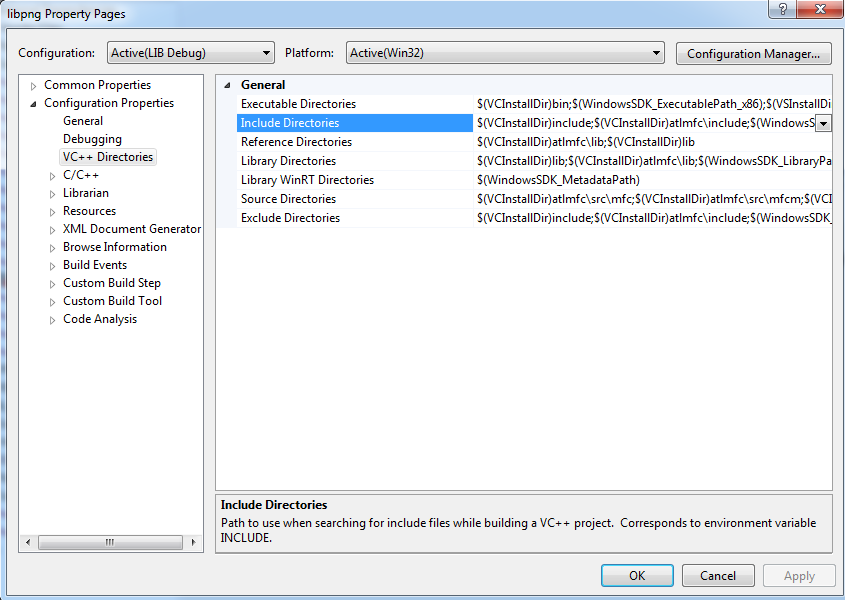 libpng Property Pages
?
Configuration: Active(LIB Debug) Platform: Active(Win32) Configuration Manager...
Common Properties
Configuration Properties
General
Debugging
VC++ Directories
C/C++
Librarian
Resources
XML Document Generator
Browse Information
Build Events
Custom Build Step
Custom Build Tool
Code Analysis
General
Executable Directories $(VCInstallDir)bin;$(WindowsSDK_ExecutablePath_x86);$(VSInstallDi
Include Directories $(VCInstallDir)include;$(VCInstallDir)atlmfc\include;$(WindowsS
Reference Directories $(VCInstallDir)atlmfc\lib;$(VCInstallDir)lib
Library Directories $(VCInstallDir)lib;$(VCInstallDir)atlmfc\lib;$(WindowsSDK_LibraryPa
Library WinRT Directories $(WindowsSDK_MetadataPath)
Source Directories $(VCInstallDir)atlmfc\src\mfc;$(VCInstallDir)atlmfc\src\mfcm;$(VCI
Exclude Directories $(VCInstallDir)include;$(VCInstallDir)atlmfc\include;$(WindowsSDK_
Include Directories
Path to use when searching for include files while building a VC++ project.  Corresponds to environment variable
INCLUDE.
OK Cancel Apply